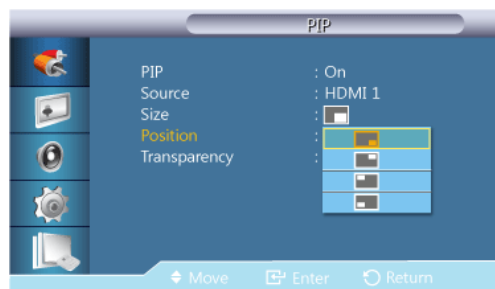 PIP
PIP : On
Source : HDMI 1
Size :
Position :
Transparency :
Move Enter Return